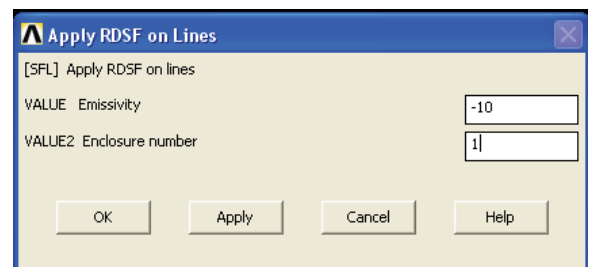 Apply RDSF on Lines
[SFL] Apply RDSF on lines
VALUE Emissivity -10
VALUE2 Enclosure number 1
OK Apply Cancel Help